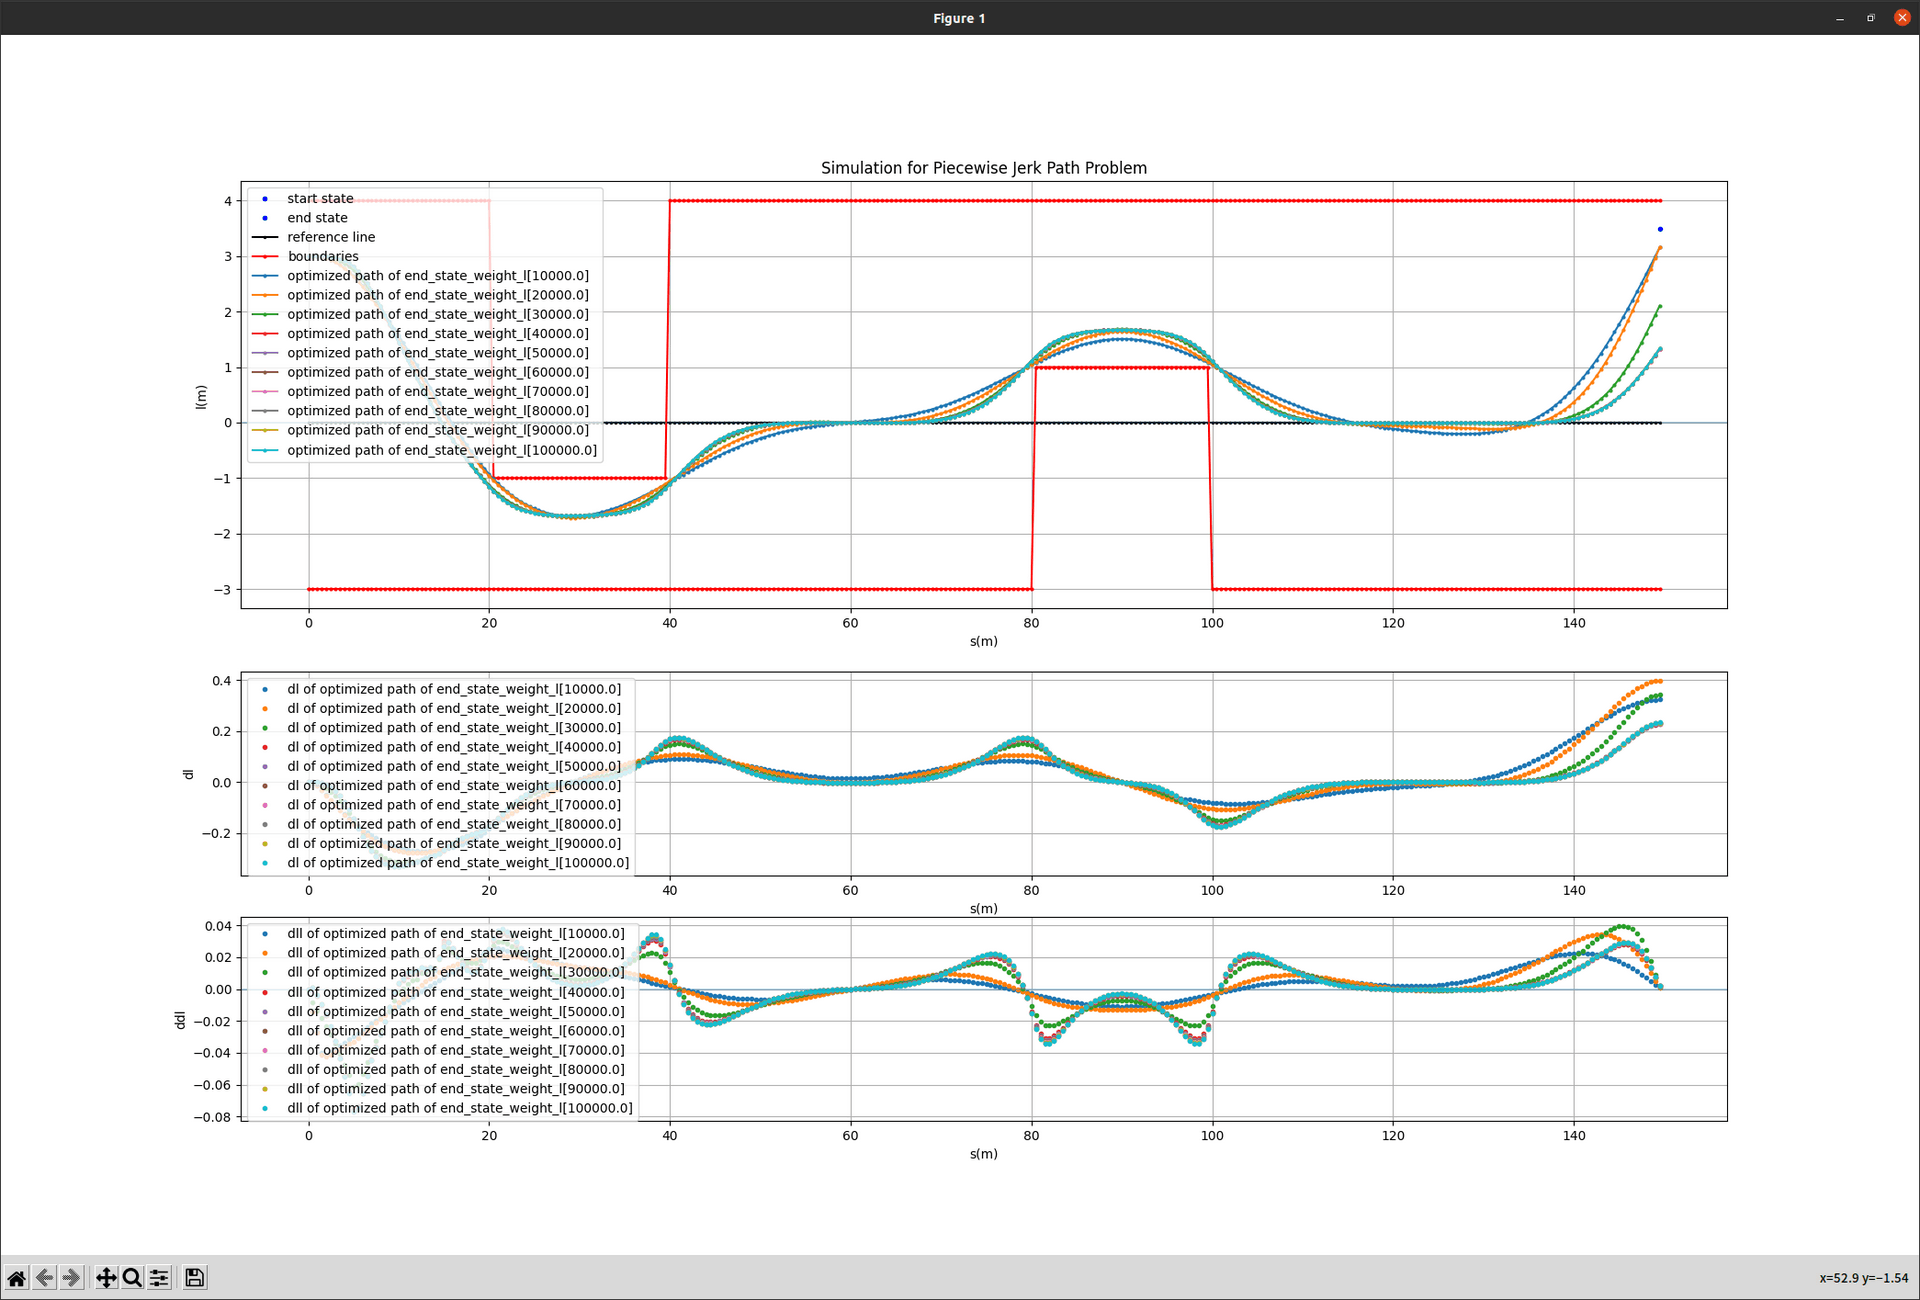 Figure 1
Simulation for Piecewise Jerk Path Problem
4
3
2
1
0
−1
−2
−3
l(m)
start state
end state
reference line
boundaries
optimized path of end_state_weight_l[10000.0]
optimized path of end_state_weight_l[20000.0]
optimized path of end_state_weight_l[30000.0]
optimized path of end_state_weight_l[40000.0]
optimized path of end_state_weight_l[50000.0]
optimized path of end_state_weight_l[60000.0]
optimized path of end_state_weight_l[70000.0]
optimized path of end_state_weight_l[80000.0]
optimized path of end_state_weight_l[90000.0]
optimized path of end_state_weight_l[100000.0]
0 20 40 60 80 100 120 140
s(m)
0.4
0.2
0.0
−0.2
dl
dl of optimized path of end_state_weight_l[10000.0]
dl of optimized path of end_state_weight_l[20000.0]
dl of optimized path of end_state_weight_l[30000.0]
dl of optimized path of end_state_weight_l[40000.0]
dl of optimized path of end_state_weight_l[50000.0]
dl of optimized path of end_state_weight_l[60000.0]
dl of optimized path of end_state_weight_l[70000.0]
dl of optimized path of end_state_weight_l[80000.0]
dl of optimized path of end_state_weight_l[90000.0]
dl of optimized path of end_state_weight_l[100000.0]
0 20 40 60 80 100 120 140
s(m)
0.04
0.02
0.00
−0.02
−0.04
−0.06
−0.08
ddl
dll of optimized path of end_state_weight_l[10000.0]
dll of optimized path of end_state_weight_l[20000.0]
dll of optimized path of end_state_weight_l[30000.0]
dll of optimized path of end_state_weight_l[40000.0]
dll of optimized path of end_state_weight_l[50000.0]
dll of optimized path of end_state_weight_l[60000.0]
dll of optimized path of end_state_weight_l[70000.0]
dll of optimized path of end_state_weight_l[80000.0]
dll of optimized path of end_state_weight_l[90000.0]
dll of optimized path of end_state_weight_l[100000.0]
0 20 40 60 80 100 120 140
s(m)
x=52.9 y=−1.54